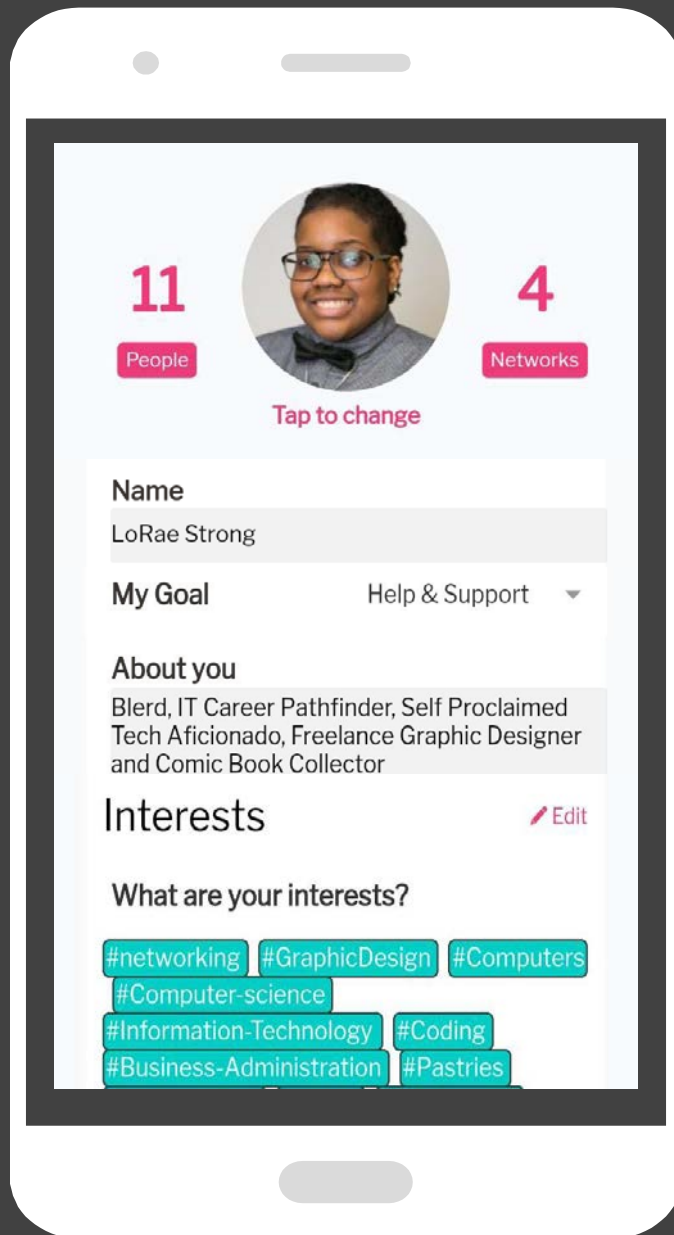 11
4
People
Networks
Tap to change
Name
LoRae Strong
My Goal
Help & Support
About you
Blerd, IT Career Pathfinder, Self Proclaimed
Tech Aficionado, Freelance Graphic Designer
and Comic Book Collector
Interests
Edit
What are your interests?
#networking #GraphicDesign #Computers
#Computer-science
#Information-Technology #Coding
#Business-Administration #Pastries